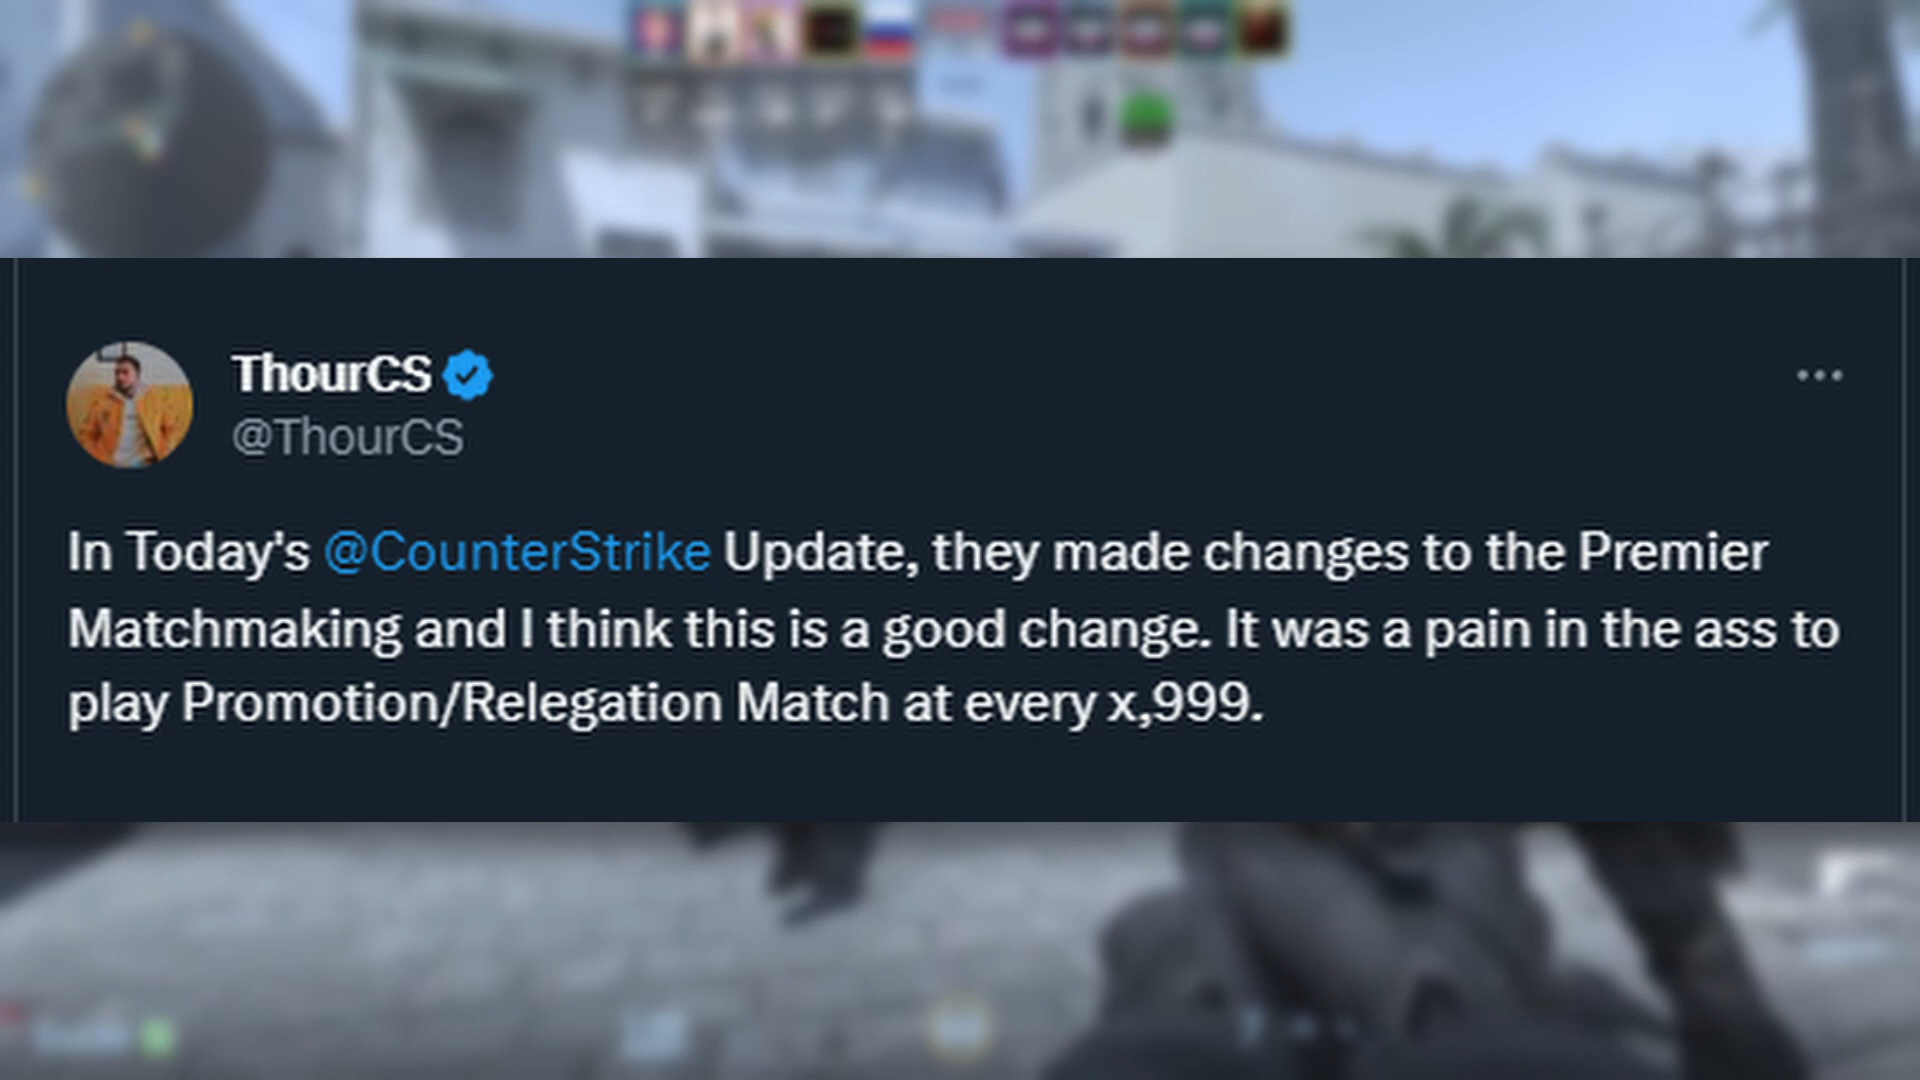 ThourCS
@ThourCS
In Today's @CounterStrike Update, they made changes to the Premier
Matchmaking and I think this is a good change. It was a pain in the ass to
play Promotion/Relegation Match at every x,999.